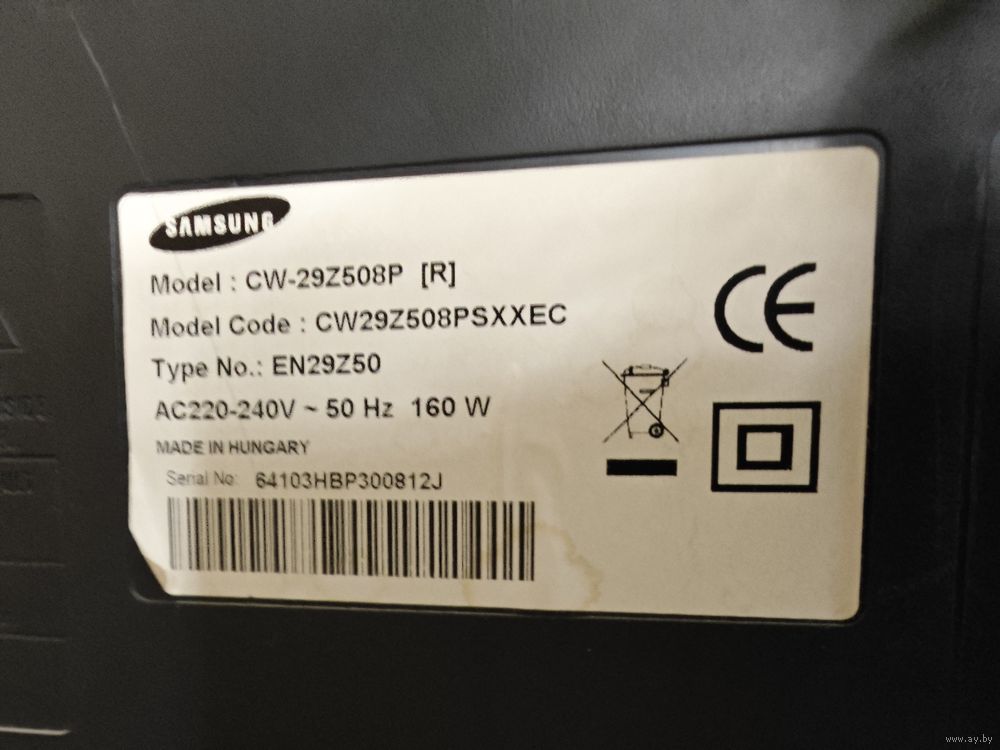 SAMSUNG
Model : CW-29Z508P [R]
Model Code : CW29Z508PSXXEC
Type No.: EN29Z50
AC220-240V ~ 50 Hz 160 W
MADE IN HUNGARY
Serial No: 64103HBP300812J
CE
www.ay.by